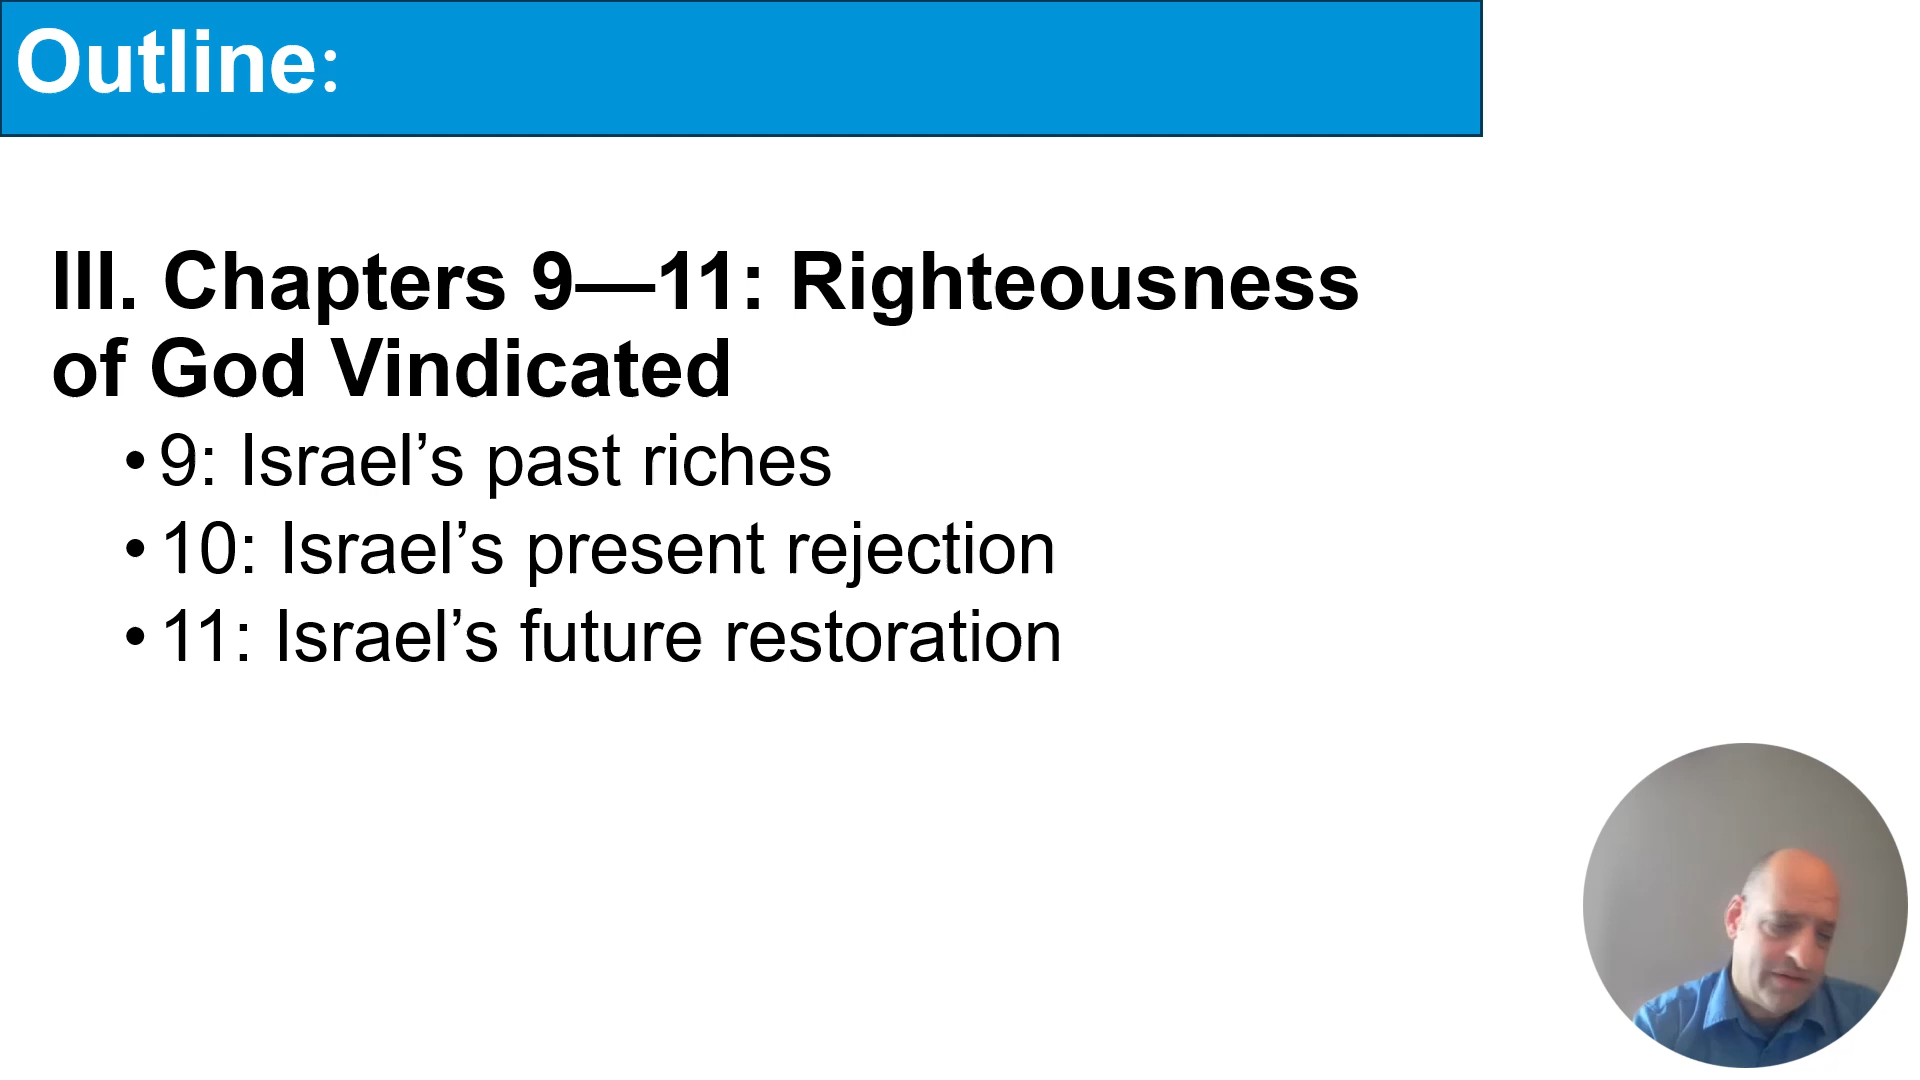 Outline:
III. Chapters 9—11: Righteousness
of God Vindicated
• 9: Israel’s past riches
• 10: Israel’s present rejection
• 11: Israel’s future restoration